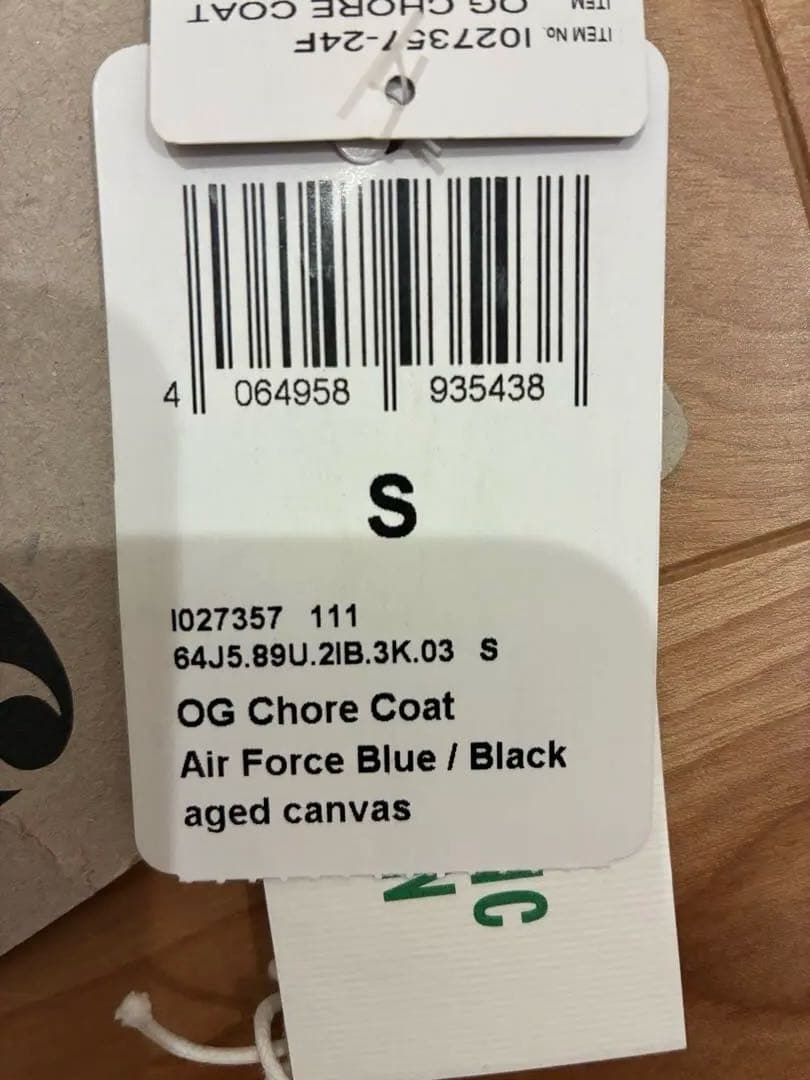 ITEM OG CHORE COAT
ITEM No. I027357-24F
4 064958 935438
S
I027357 111
64J5.89U.2IB.3K.03 S
OG Chore Coat
Air Force Blue / Black
aged canvas